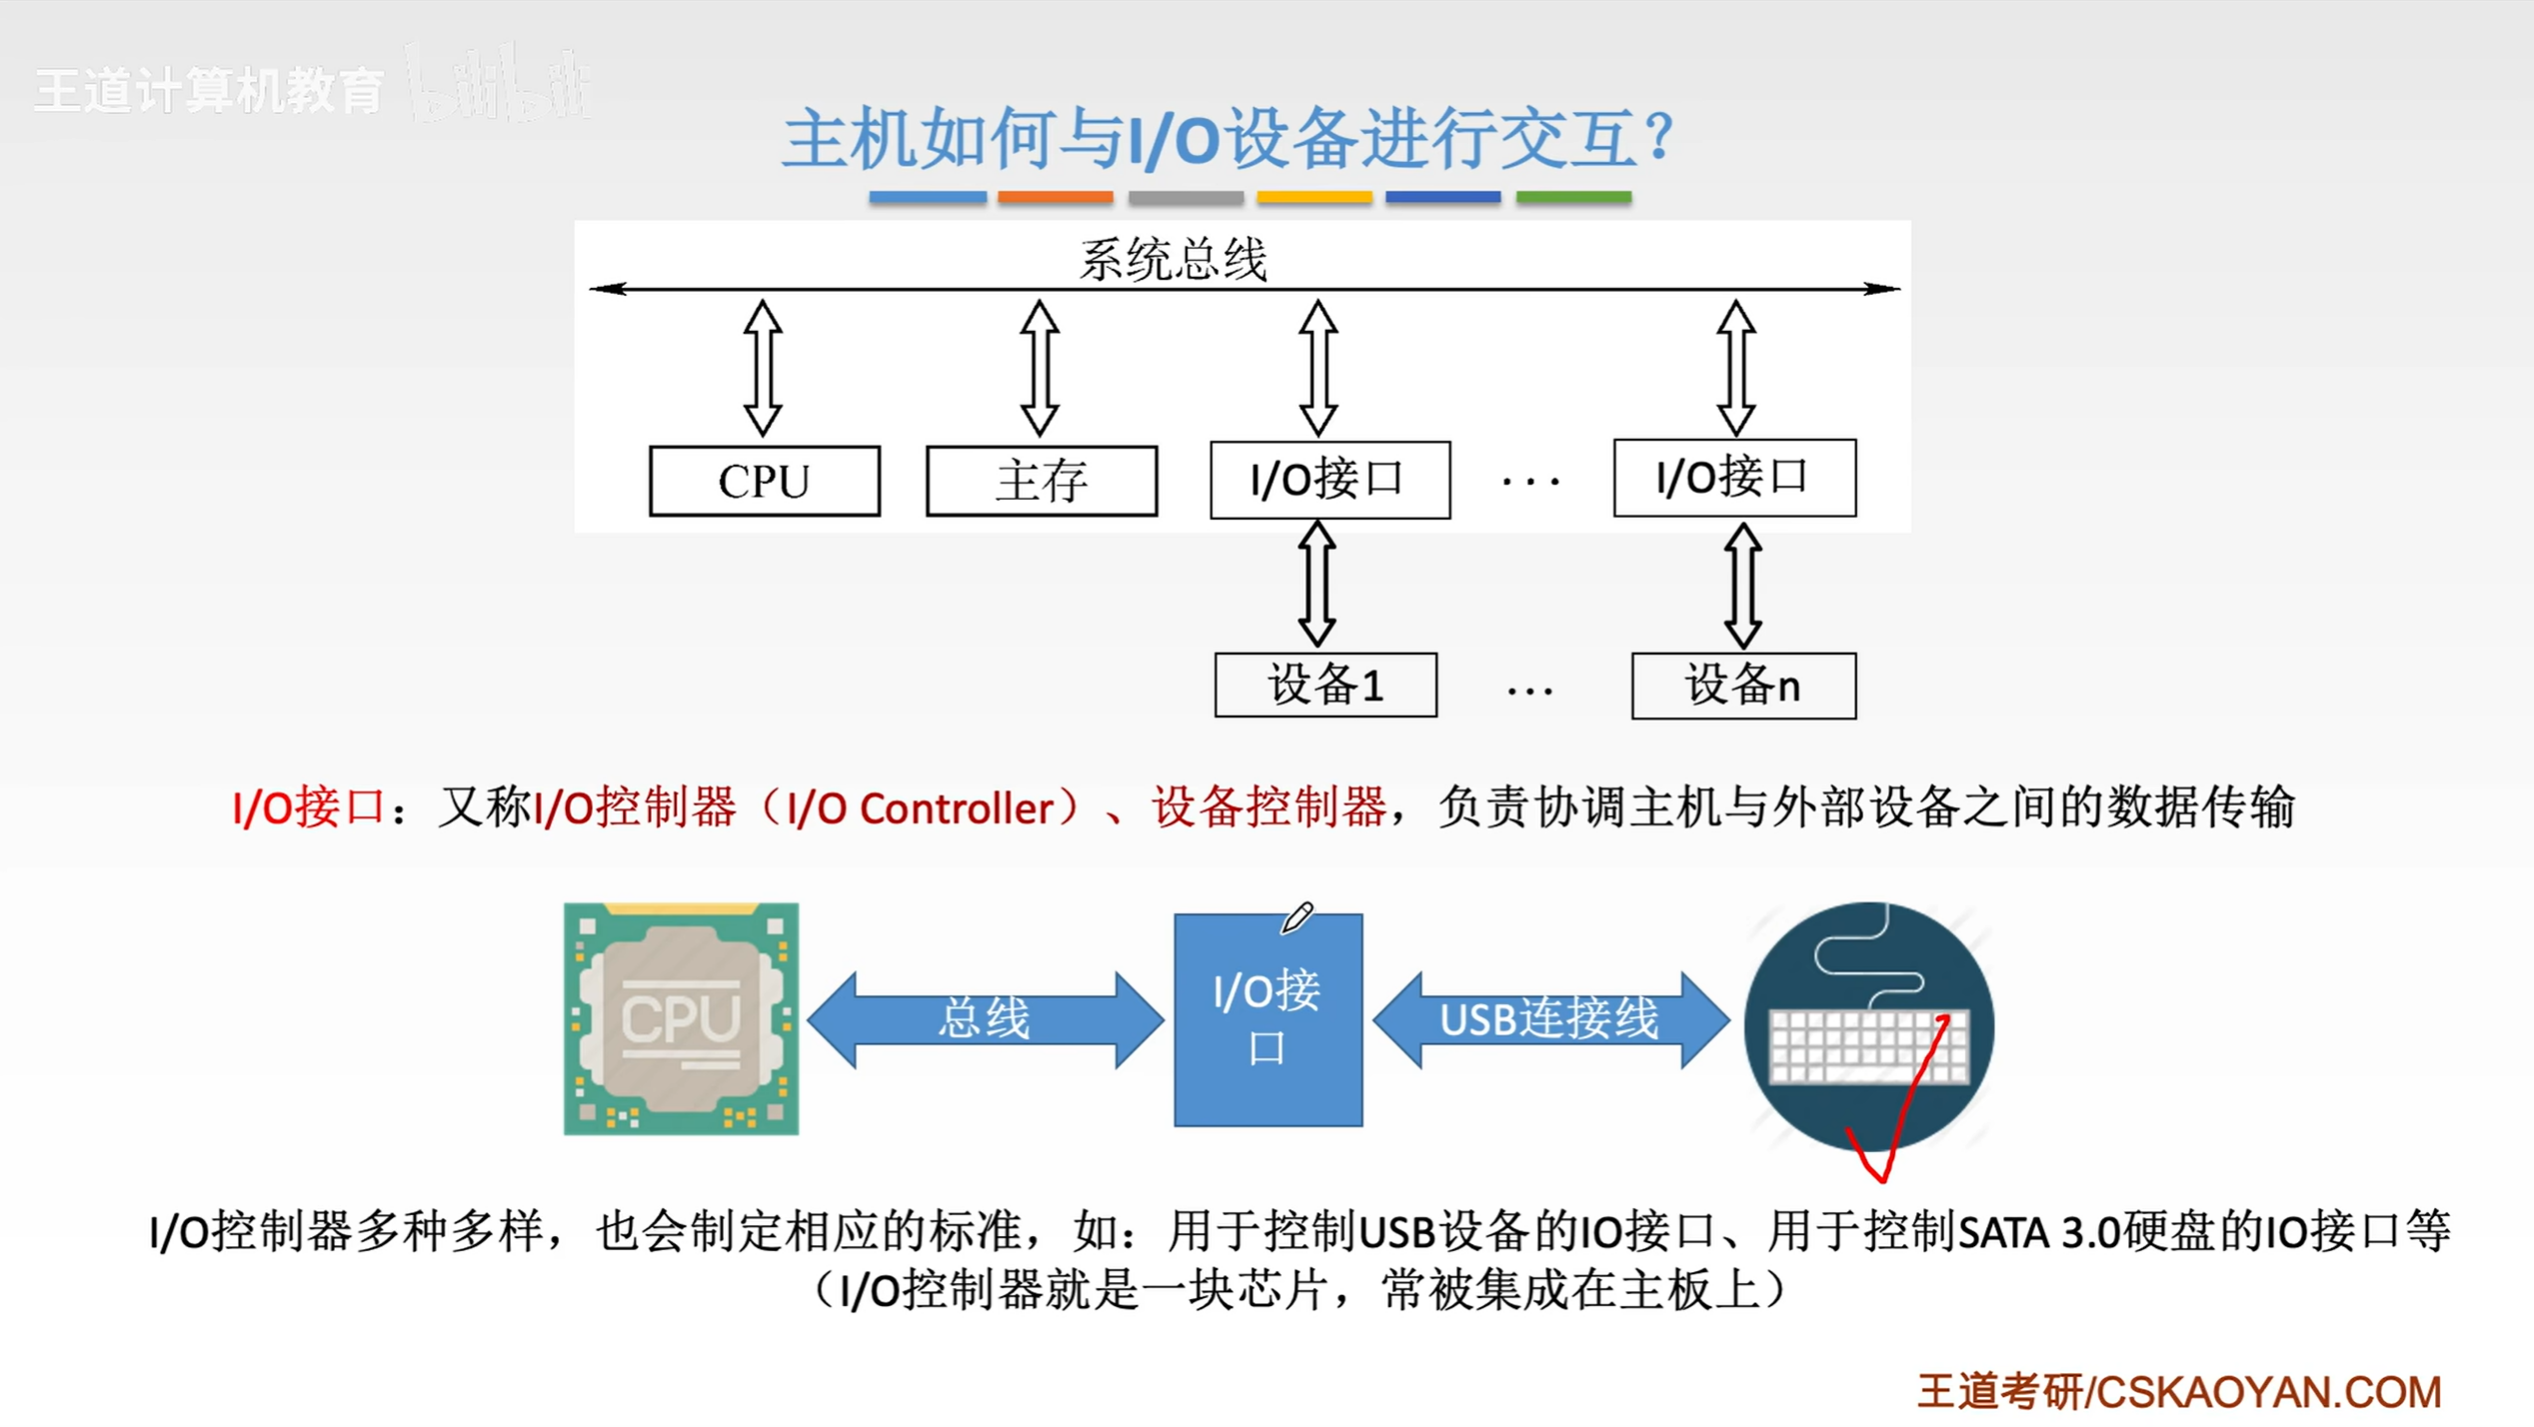 王道计算机教育 bilibili
主机如何与I/O设备进行交互？
系统总线
CPU 主存 I/O接口 ··· I/O接口
设备1 ··· 设备n
I/O接口：又称I/O控制器（I/O Controller）、设备控制器，负责协调主机与外部设备之间的数据传输
CPU
总线
I/O接
口
USB连接线
I/O控制器多种多样，也会制定相应的标准，如：用于控制USB设备的IO接口、用于控制SATA 3.0硬盘的IO接口等
（I/O控制器就是一块芯片，常被集成在主板上）
王道考研/CSKAOYAN.COM